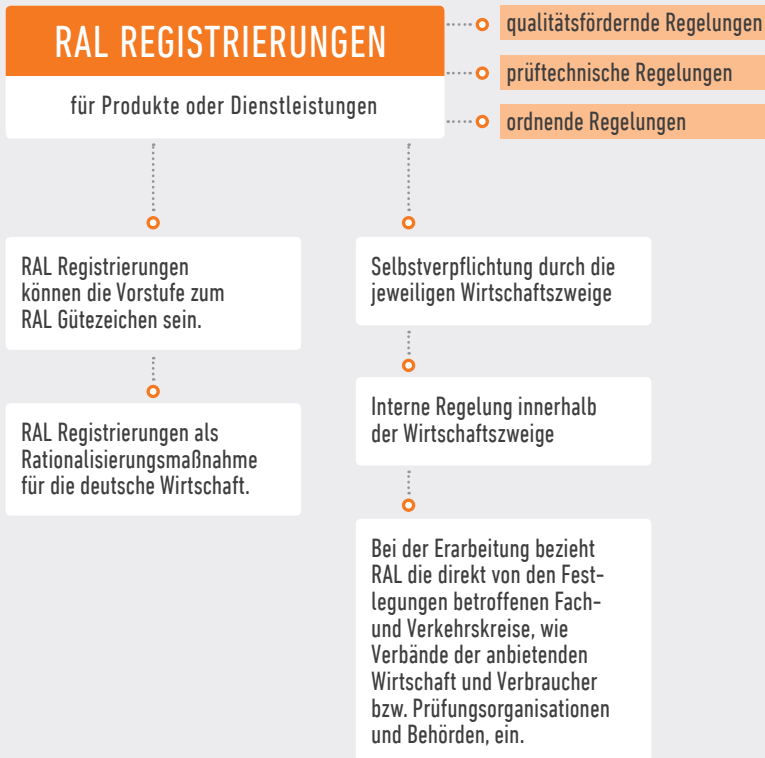 RAL REGISTRIERUNGEN
für Produkte oder Dienstleistungen
qualitätsfördernde Regelungen
prüftechnische Regelungen
ordnende Regelungen
RAL Registrierungen
können die Vorstufe zum
RAL Gütezeichen sein.
RAL Registrierungen als
Rationalisierungsmaßnahme
für die deutsche Wirtschaft.
Selbstverpflichtung durch die
jeweiligen Wirtschaftszweige
Interne Regelung innerhalb
der Wirtschaftszweige
Bei der Erarbeitung bezieht
RAL die direkt von den Fest-
legungen betroffenen Fach-
und Verkehrskreise, wie
Verbände der anbietenden
Wirtschaft und Verbraucher
bzw. Prüfungsorganisationen
und Behörden, ein.